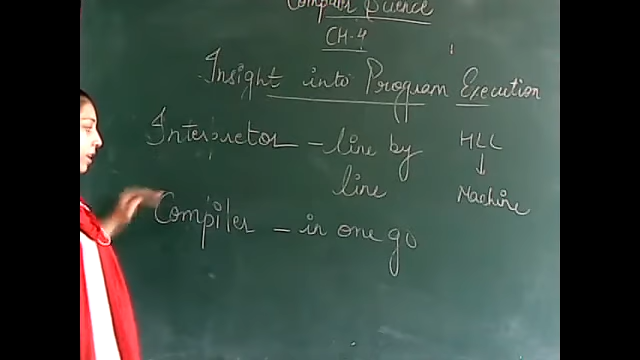 Computer Science
CH-4
Insight into Program Execution
Interpretor - line by
line
HLL
↓
Machine
Compiler - in one go